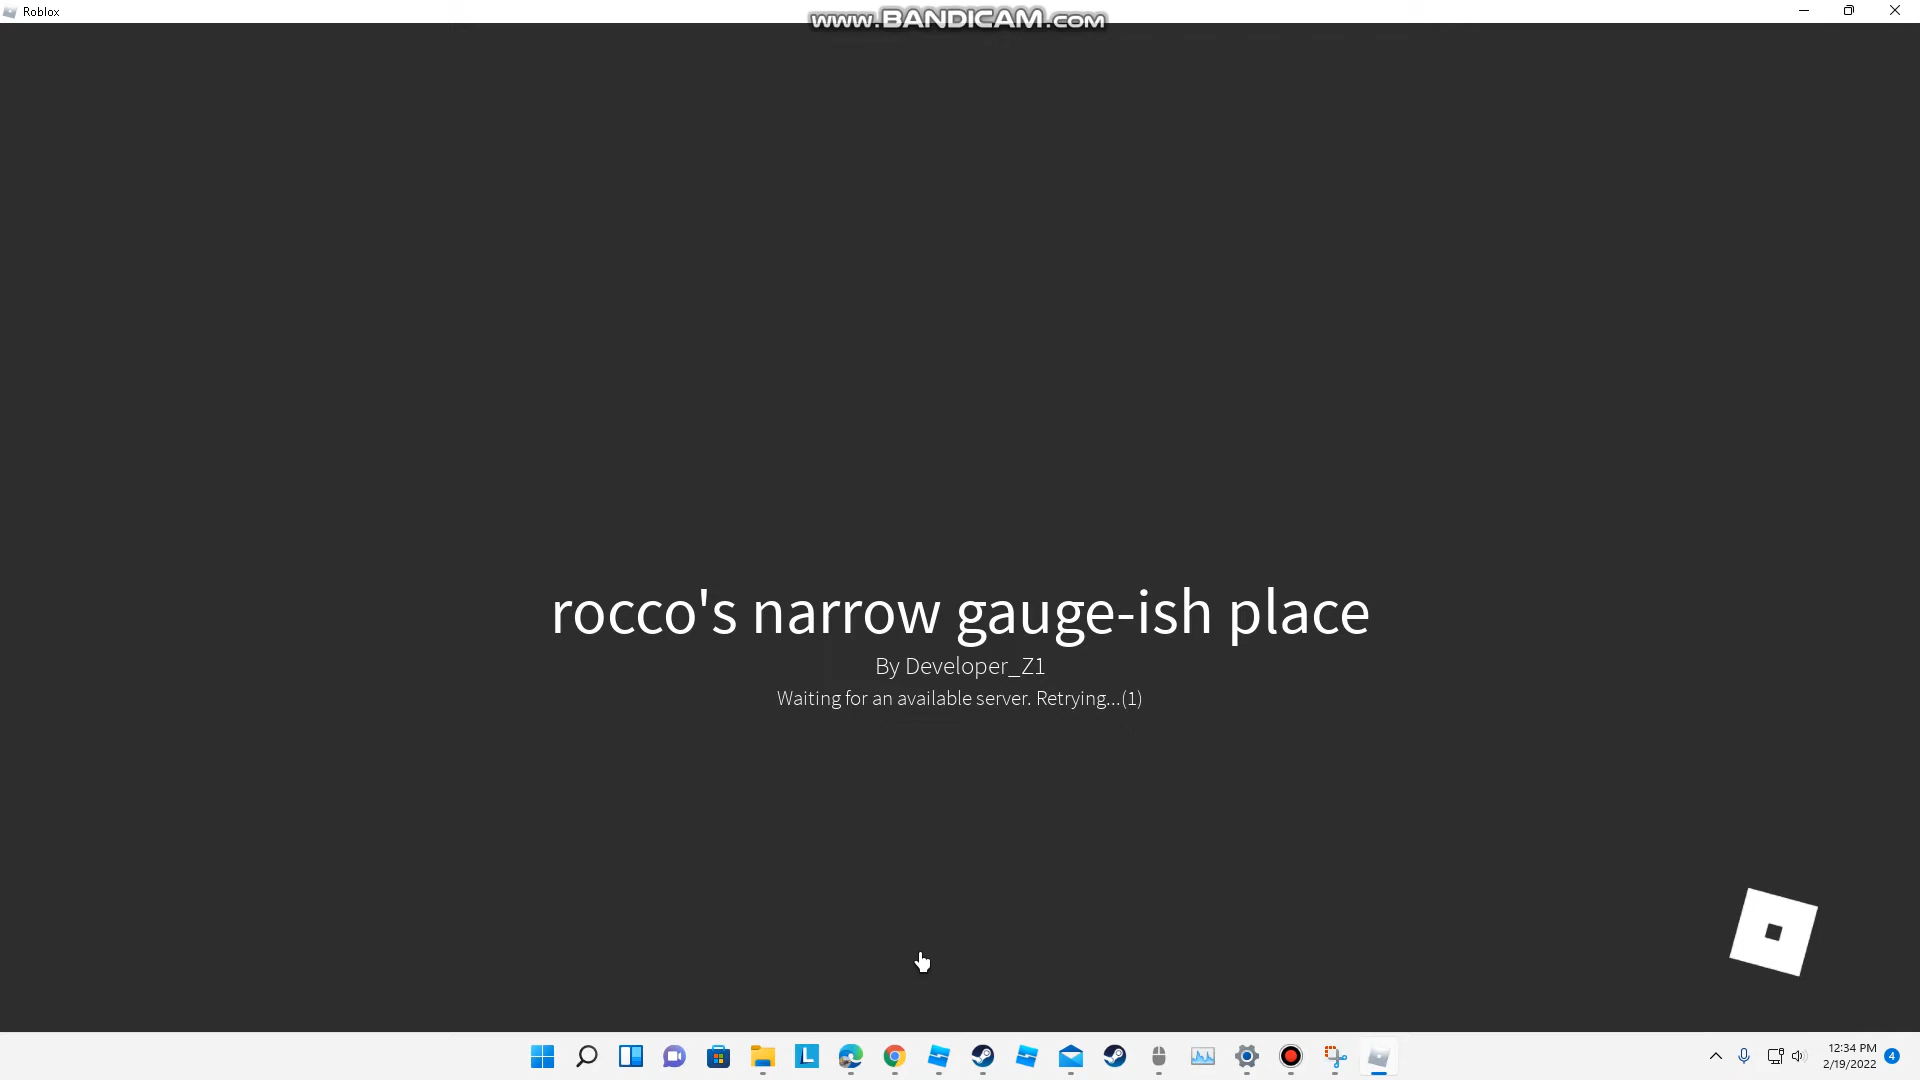 Roblox
www.BANDICAM.com
rocco's narrow gauge-ish place
By Developer_Z1
Waiting for an available server. Retrying...(1)
L
12:34 PM
2/19/2022
4